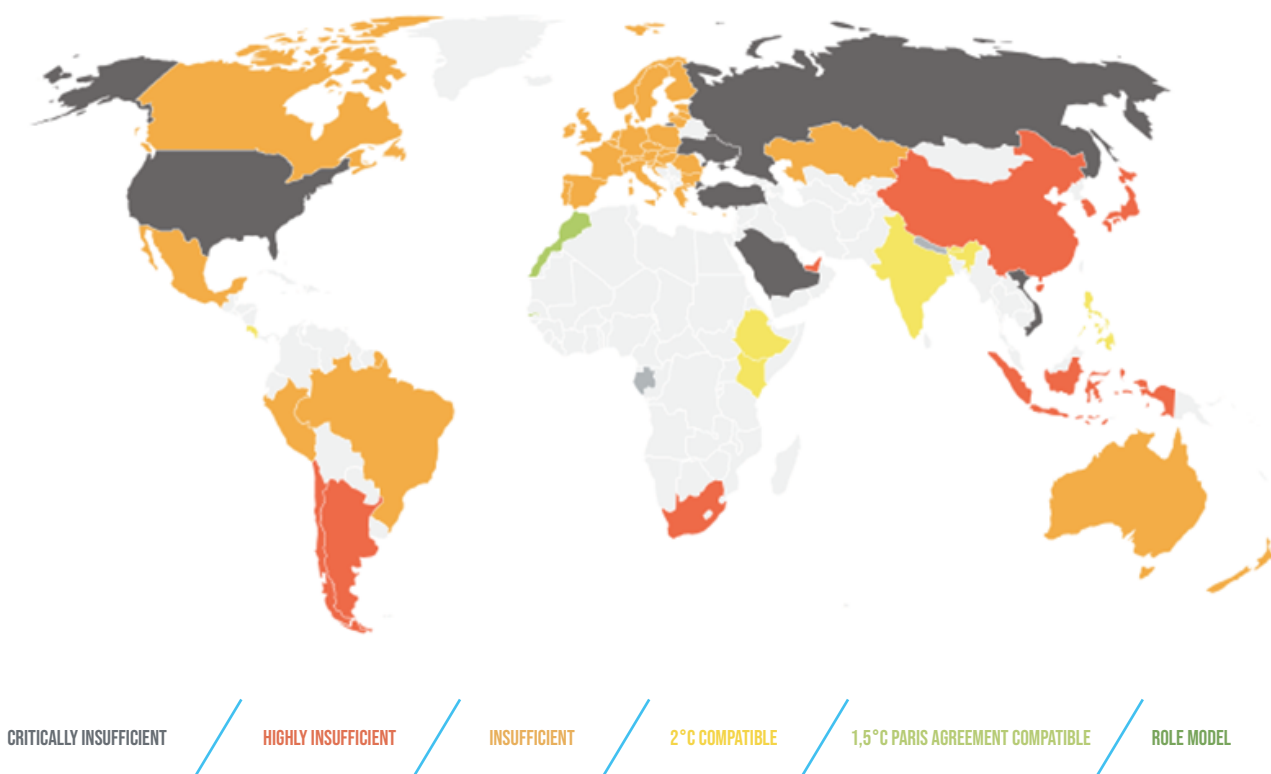 CRITICALLY INSUFFICIENT
HIGHLY INSUFFICIENT
INSUFFICIENT
2°C COMPATIBLE
1,5°C PARIS AGREEMENT COMPATIBLE
ROLE MODEL